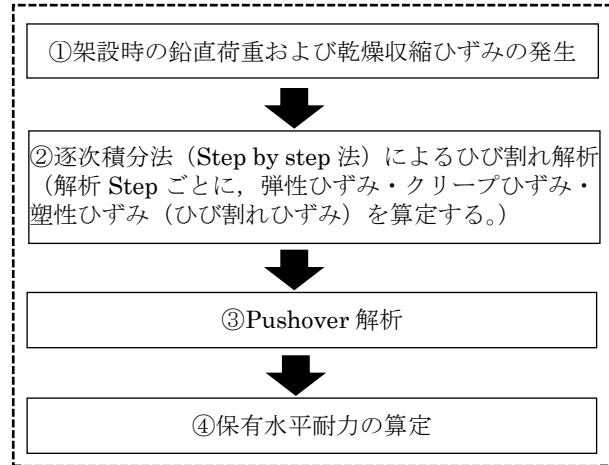 ①架設時の鉛直荷重および乾燥収縮ひずみの発生
②逐次積分法（Step by step 法）によるひび割れ解析
（解析 Step ごとに，弾性ひずみ・クリープひずみ・
塑性ひずみ（ひび割れひずみ）を算定する。）
③Pushover 解析
④保有水平耐力の算定